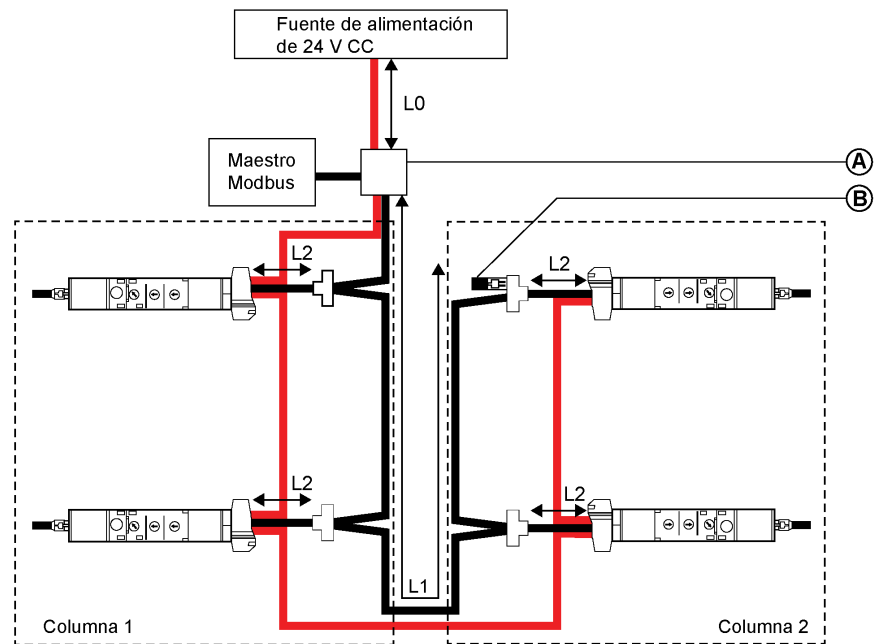 Fuente de alimentación
de 24 V CC
L0
Maestro
Modbus
A
B
L2
L2
L2
L2
L1
Columna 1
Columna 2